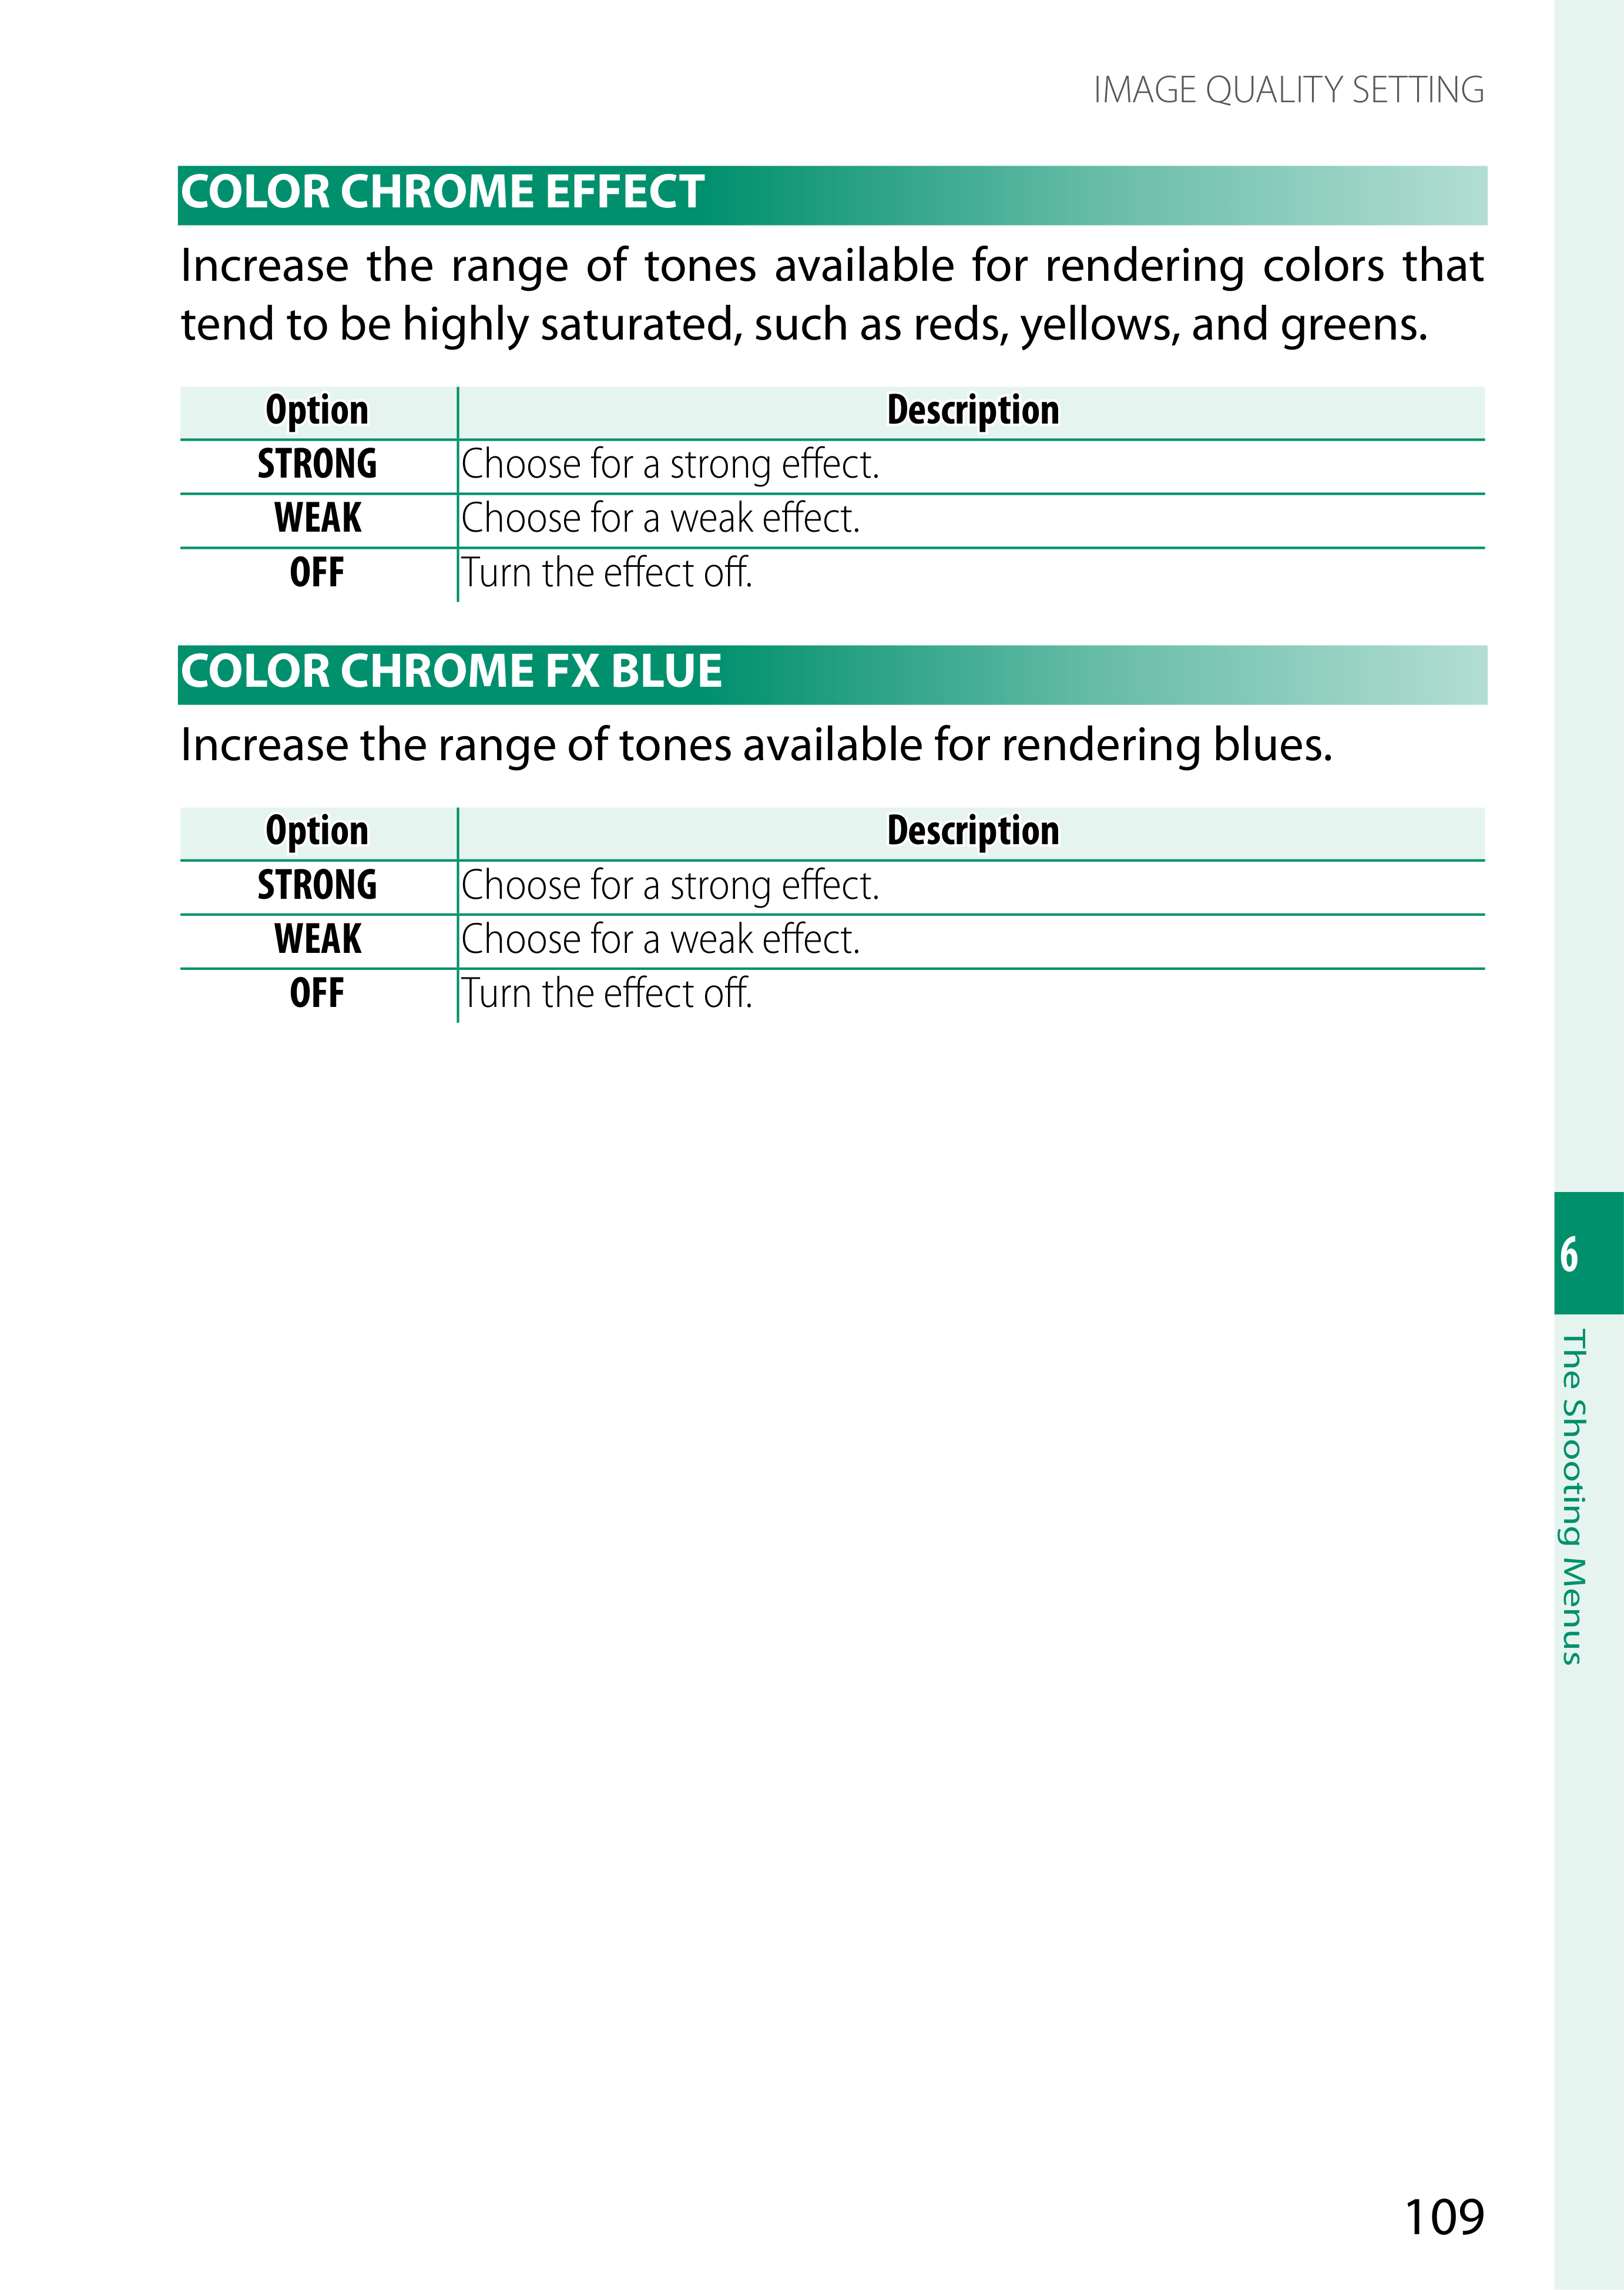 IMAGE QUALITY SETTING
COLOR CHROME EFFECT
Increase the range of tones available for rendering colors that
tend to be highly saturated, such as reds, yellows, and greens.
Option Description
STRONG Choose for a strong effect.
WEAK Choose for a weak effect.
OFF Turn the effect off.
COLOR CHROME FX BLUE
Increase the range of tones available for rendering blues.
Option Description
STRONG Choose for a strong effect.
WEAK Choose for a weak effect.
OFF Turn the effect off.
6
The Shooting Menus
109